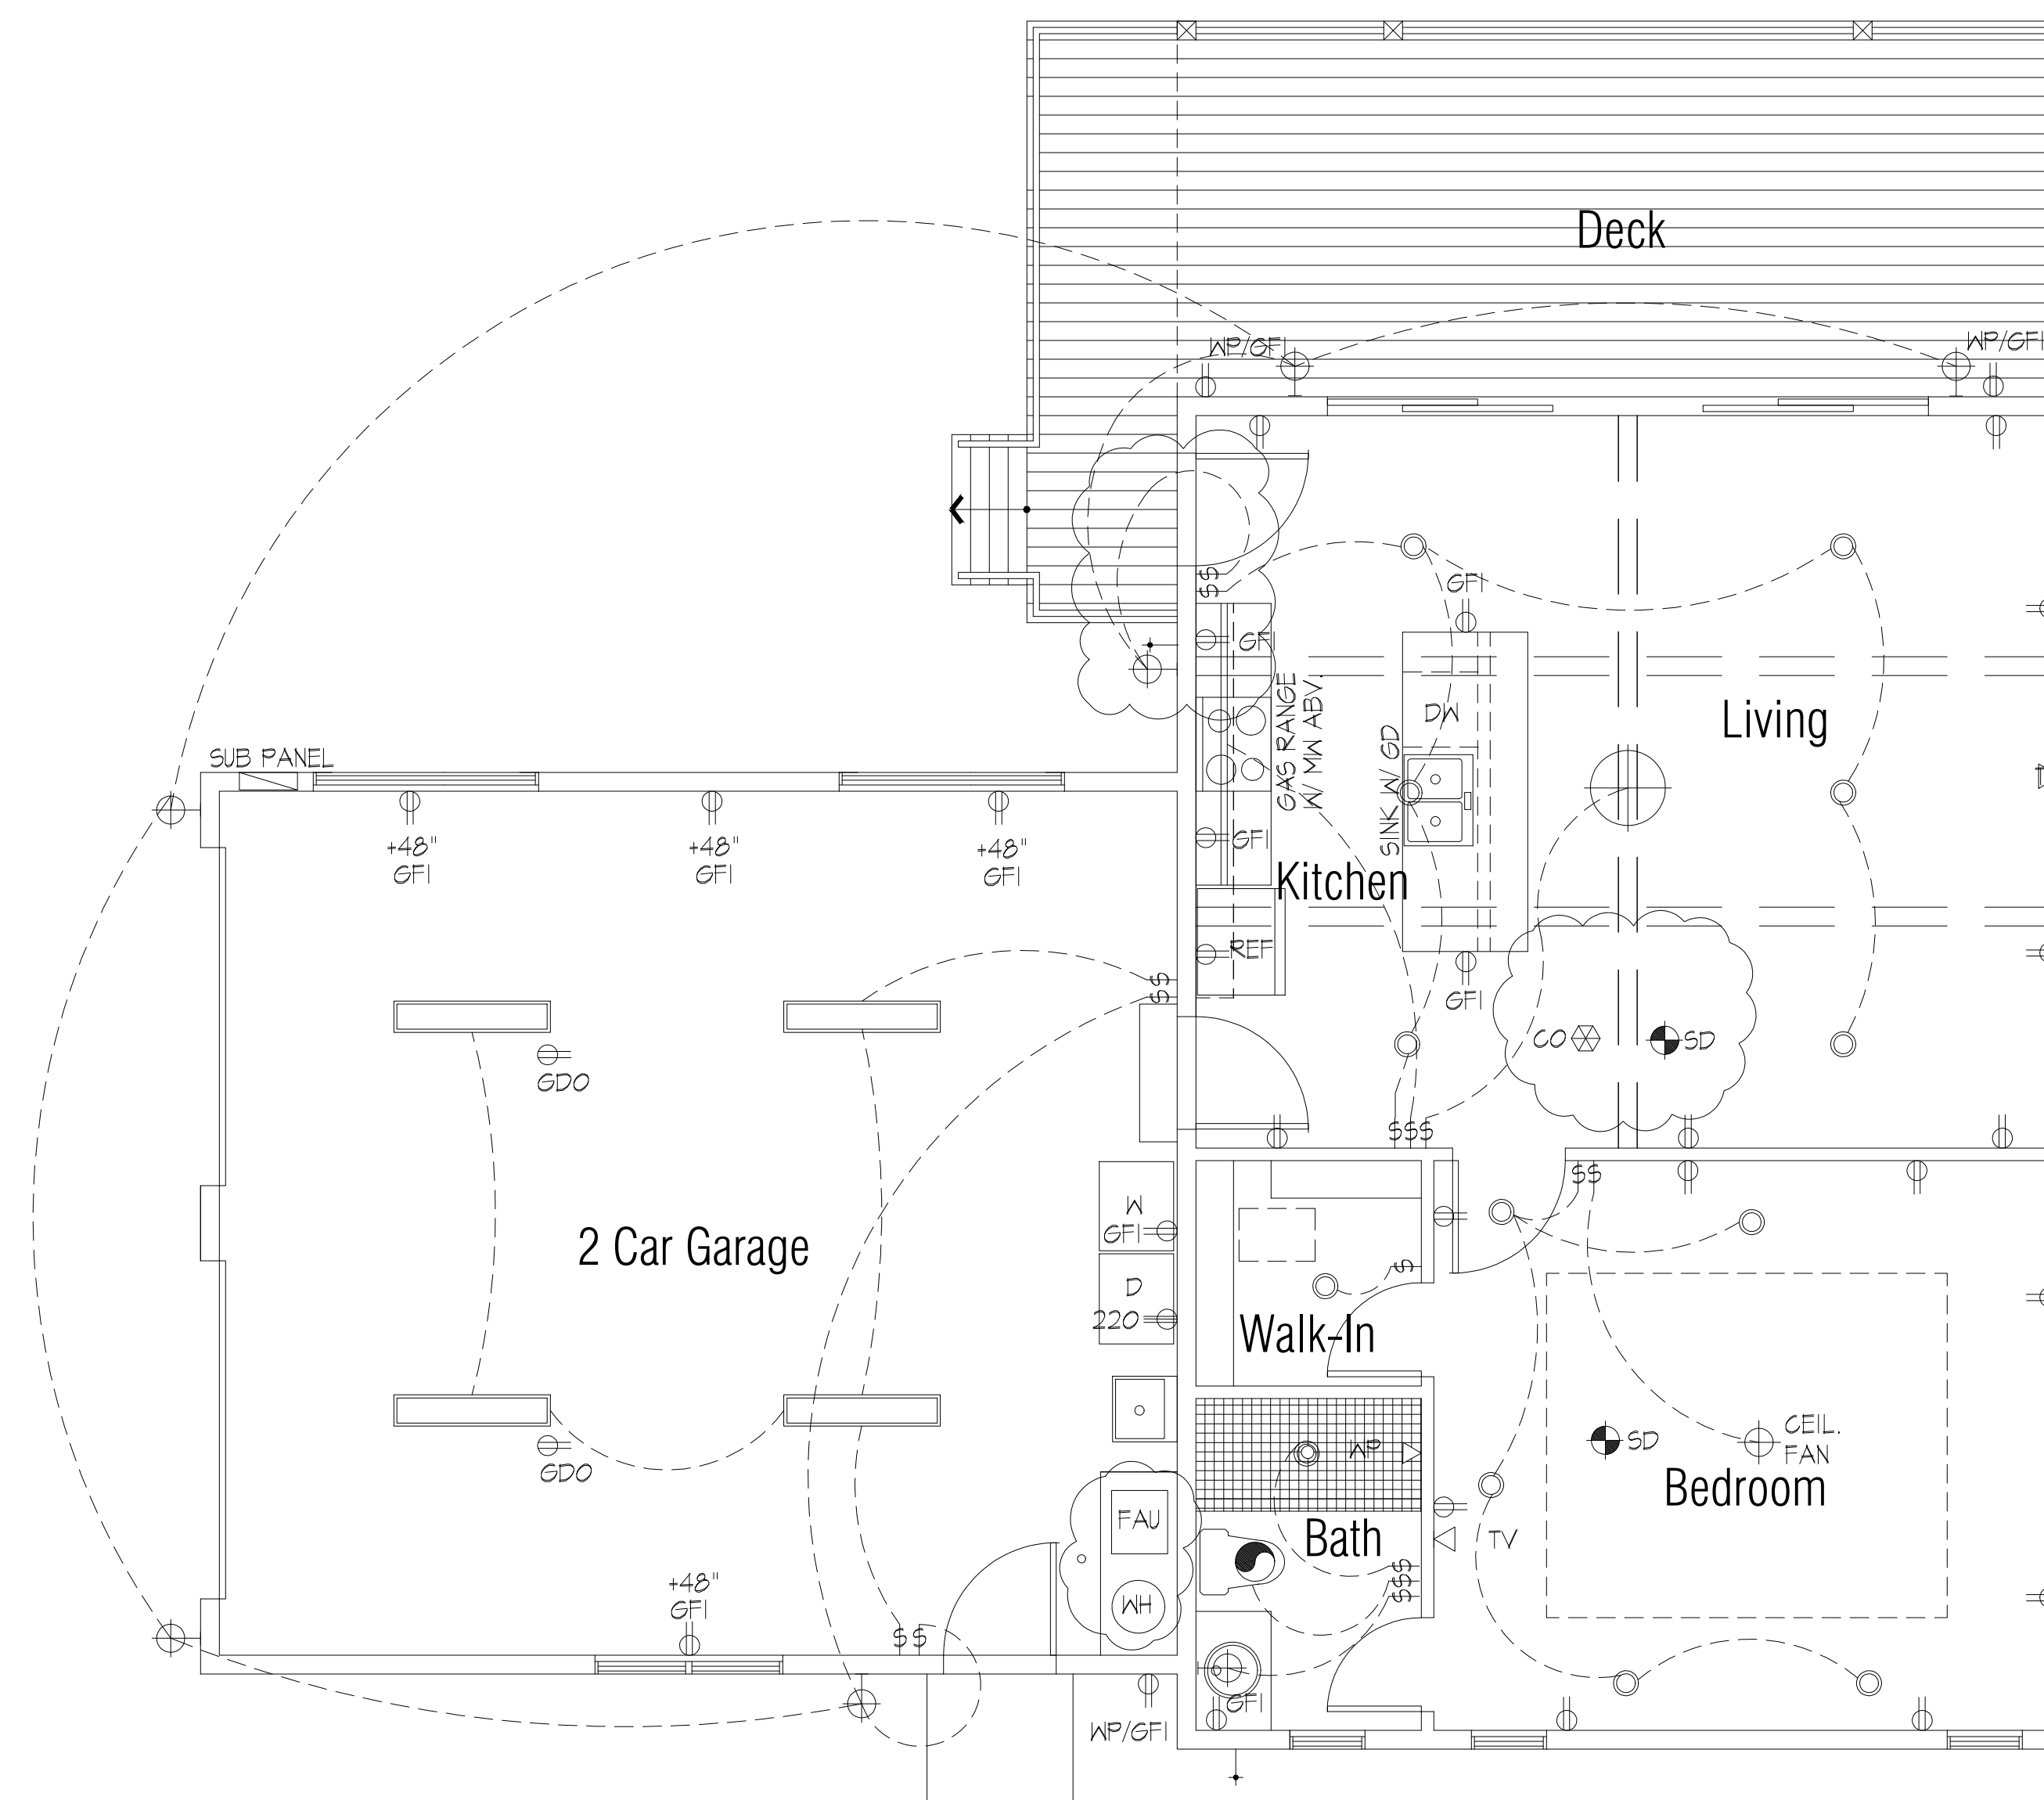 Deck
WP/GFI
WP/GFI
$$
GFI
GFI
SUB PANEL
GAS RANGE
W/ MW ABV.
DW
SINK W/ GD
Living
+48"
GFI
+48"
GFI
+48"
GFI
GFI
Kitchen
REF
GFI
$$
CO
SD
GDO
$$$
$$
W
GFI
2 Car Garage
$
D
220
Walk-In
CEIL.
FAN
SD
WP
GDO
Bedroom
FAU
TV
Bath
$$$
+48"
GFI
WH
$$
GFI
WP/GFI